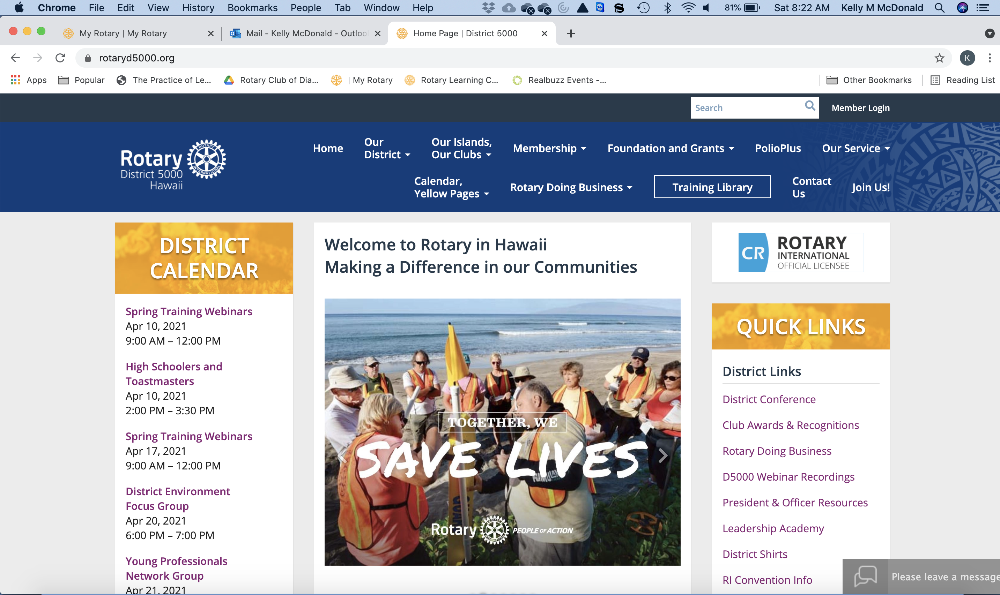 Chrome File Edit View History Bookmarks People Tab Window Help 81% Sat 8:22 AM Kelly M McDonald
My Rotary | My Rotary
Mail - Kelly McDonald - Outloo
Home Page | District 5000
rotaryd5000.org
K
Apps Popular The Practice of Le... Rotary Club of Dia... | My Rotary Rotary Learning C... Realbuzz Events -... Other Bookmarks Reading List
Search
Member Login
Rotary
District 5000
Hawaii
ROTARY
INTERNATIONAL
Home
Our
District
Our Islands,
Our Clubs
Membership
Foundation and Grants
PolioPlus
Our Service
Calendar,
Yellow Pages
Rotary Doing Business
Training Library
Contact
Us
Join Us!
DISTRICT
CALENDAR
Spring Training Webinars
Apr 10, 2021
9:00 AM – 12:00 PM
High Schoolers and
Toastmasters
Apr 10, 2021
2:00 PM – 3:30 PM
Spring Training Webinars
Apr 17, 2021
9:00 AM – 12:00 PM
District Environment
Focus Group
Apr 20, 2021
6:00 PM – 7:00 PM
Young Professionals
Network Group
Apr 21, 2021
Welcome to Rotary in Hawaii
Making a Difference in our Communities
TOGETHER, WE
SAVE LIVES
Rotary
ROTARY
INTERNATIONAL
PEOPLE OF ACTION
CR
ROTARY
INTERNATIONAL
OFFICIAL LICENSEE
QUICK LINKS
District Links
District Conference
Club Awards & Recognitions
Rotary Doing Business
D5000 Webinar Recordings
President & Officer Resources
Leadership Academy
District Shirts
RI Convention Info
Please leave a message